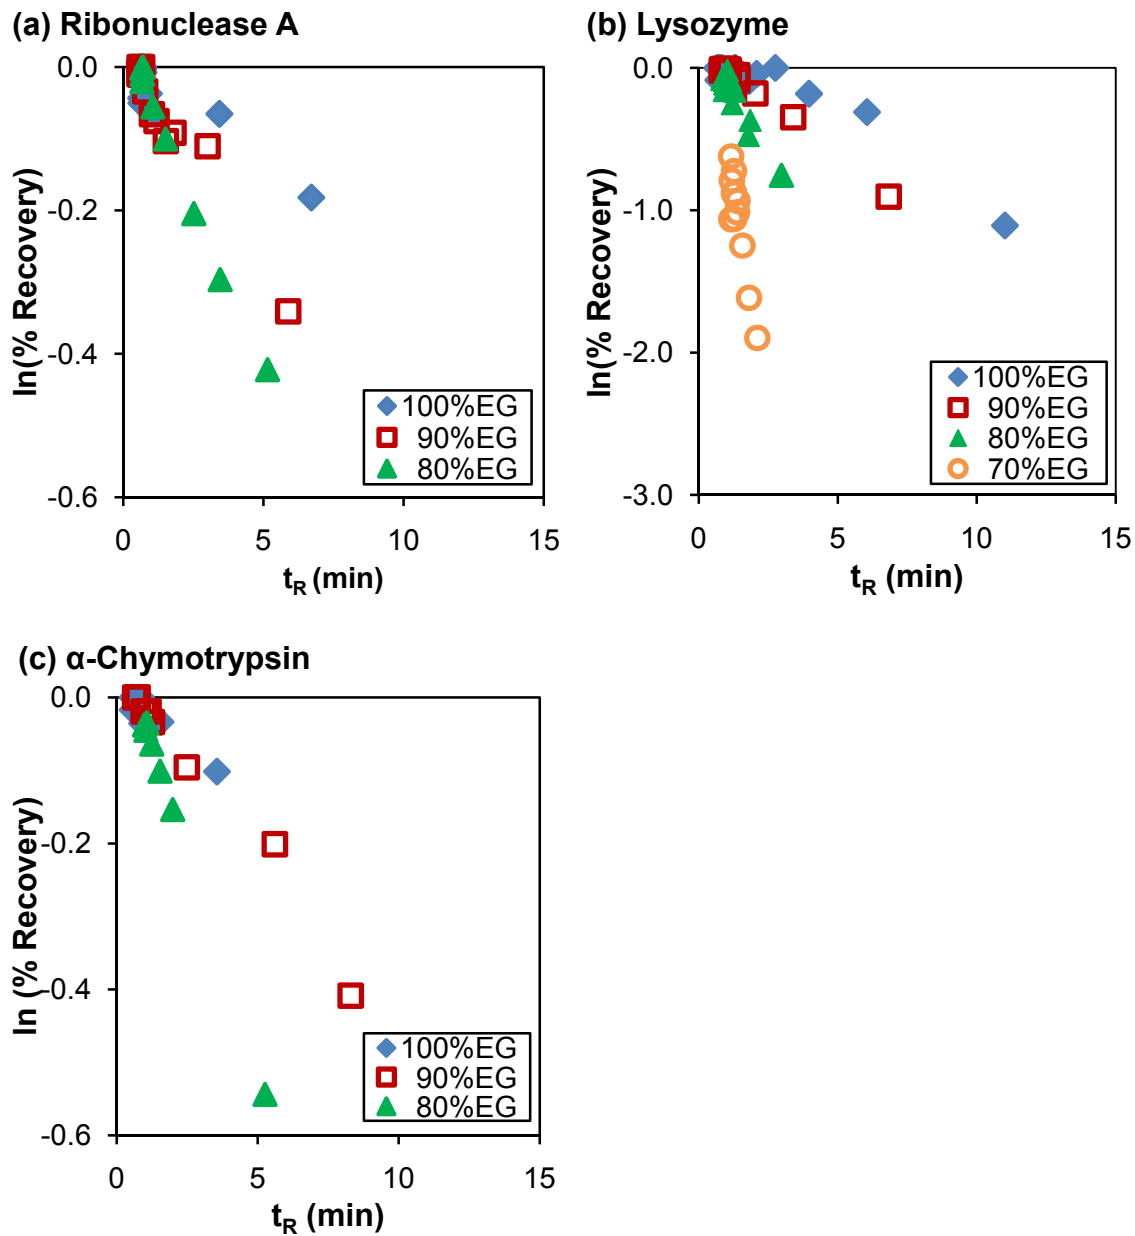 (a) Ribonuclease A
0.0
-0.2
-0.4
-0.6
ln(% Recovery)
0 5 10 15
tR (min)
100%EG
90%EG
80%EG
(b) Lysozyme
0.0
-1.0
-2.0
-3.0
ln(% Recovery)
0 5 10 15
tR (min)
100%EG
90%EG
80%EG
70%EG
(c) α-Chymotrypsin
0.0
-0.2
-0.4
-0.6
ln (% Recovery)
0 5 10 15
tR (min)
100%EG
90%EG
80%EG